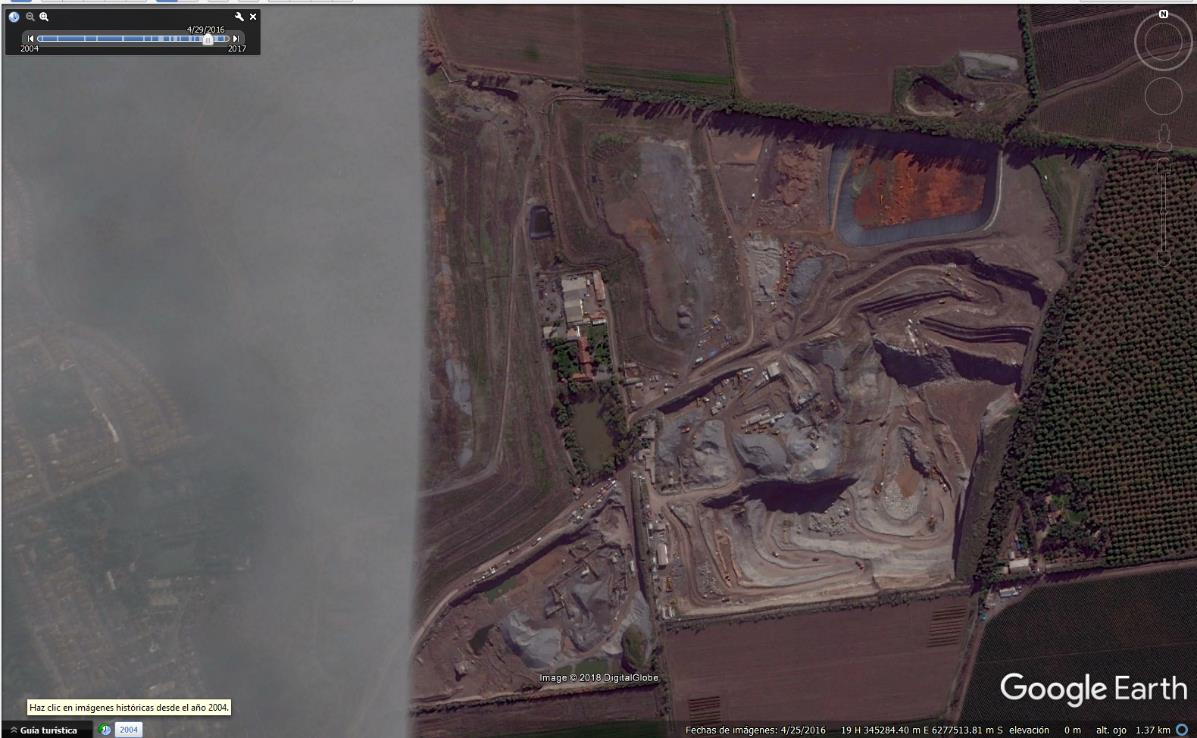 4/29/2016
2004
2017
N
Image © 2018 DigitalGlobe
Google Earth
Haz clic en imágenes históricas desde el año 2004.
Guía turística
2004
Fechas de imágenes: 4/25/2016 19 H 345284.40 m E 6277513.81 m S elevación 0 m alt. ojo 1.37 km